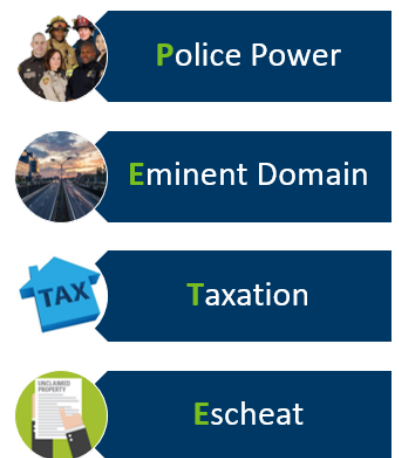 Police Power
Eminent Domain
TAX
Taxation
UNCLAIMED
PROPERTY
Escheat